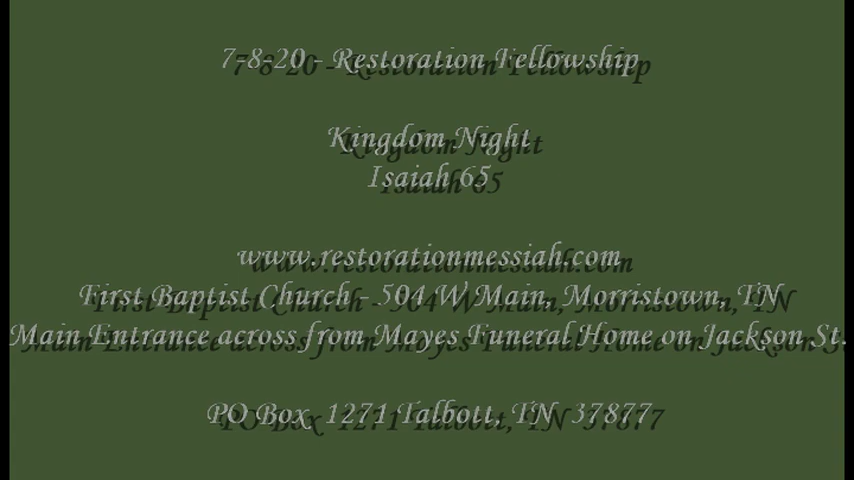 7-8-20 - Restoration Fellowship
Kingdom Night
Isaiah 65
www.restorationmessiah.com
First Baptist Church - 504 W Main, Morristown, TN
Main Entrance across from Mayes Funeral Home on Jackson St.
PO Box 1271 Talbott, TN 37877